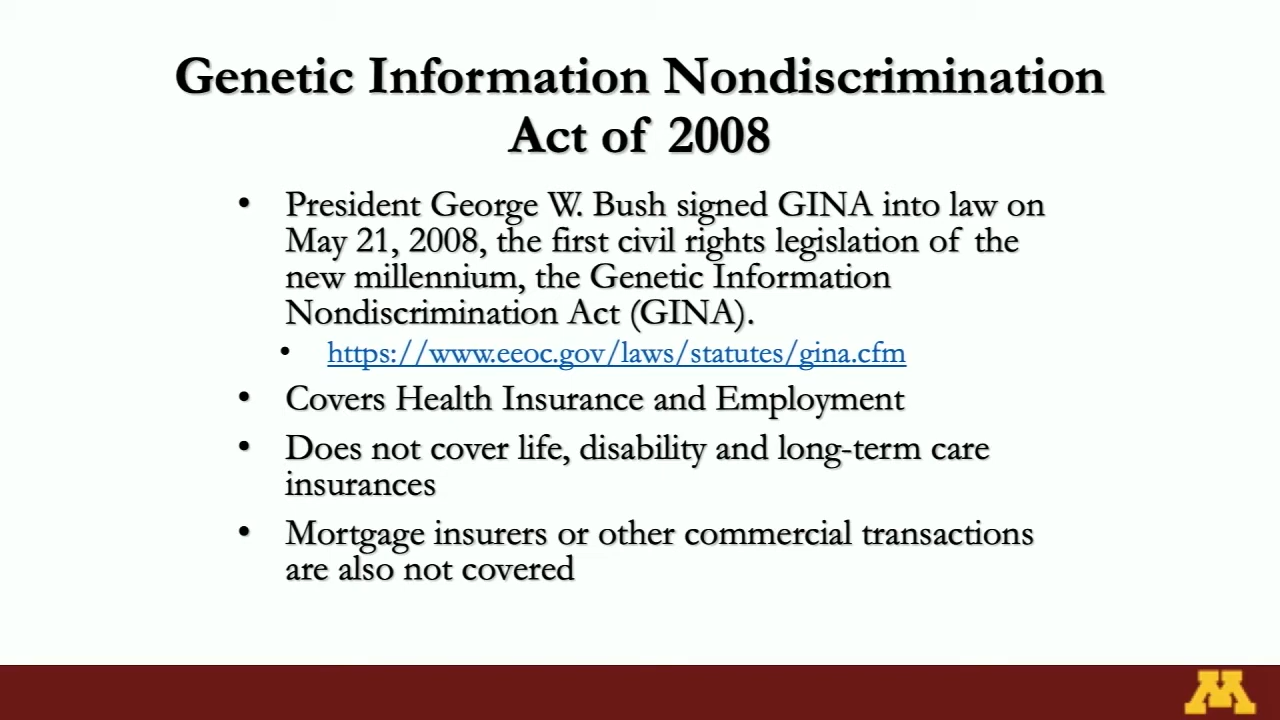 Genetic Information Nondiscrimination
Act of 2008
• President George W. Bush signed GINA into law on
May 21, 2008, the first civil rights legislation of the
new millennium, the Genetic Information
Nondiscrimination Act (GINA).
• https://www.eeoc.gov/laws/statutes/gina.cfm
• Covers Health Insurance and Employment
• Does not cover life, disability and long-term care
insurances
• Mortgage insurers or other commercial transactions
are also not covered
M